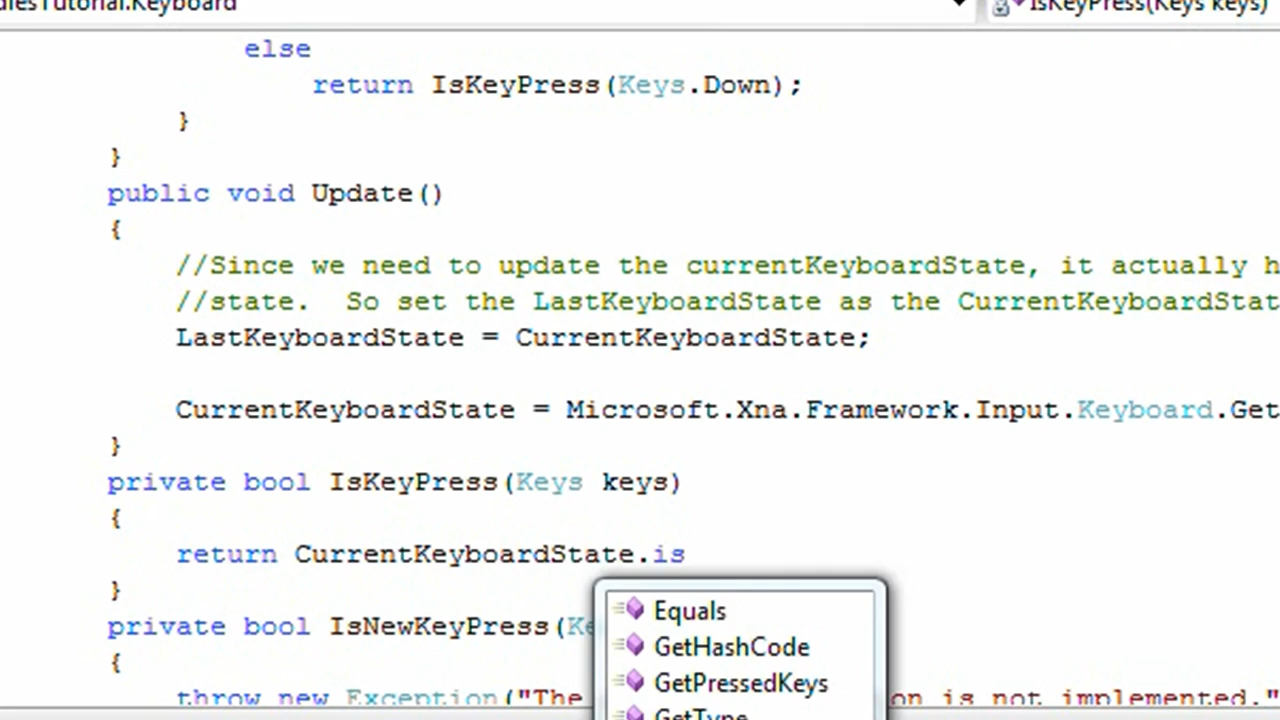 diesTutorial.Keyboard IsKeyPress(Keys keys)
else
return IsKeyPress(Keys.Down);
}
}
public void Update()
{
//Since we need to update the currentKeyboardState, it actually h
//state.  So set the LastKeyboardState as the CurrentKeyboardStat
LastKeyboardState = CurrentKeyboardState;
CurrentKeyboardState = Microsoft.Xna.Framework.Input.Keyboard.Get
}
private bool IsKeyPress(Keys keys)
{
return CurrentKeyboardState.is
}
Equals
private bool IsNewKeyPress(Ke
GetHashCode
{
GetPressedKeys
throw new Exception("The on is not implemented."
GetType